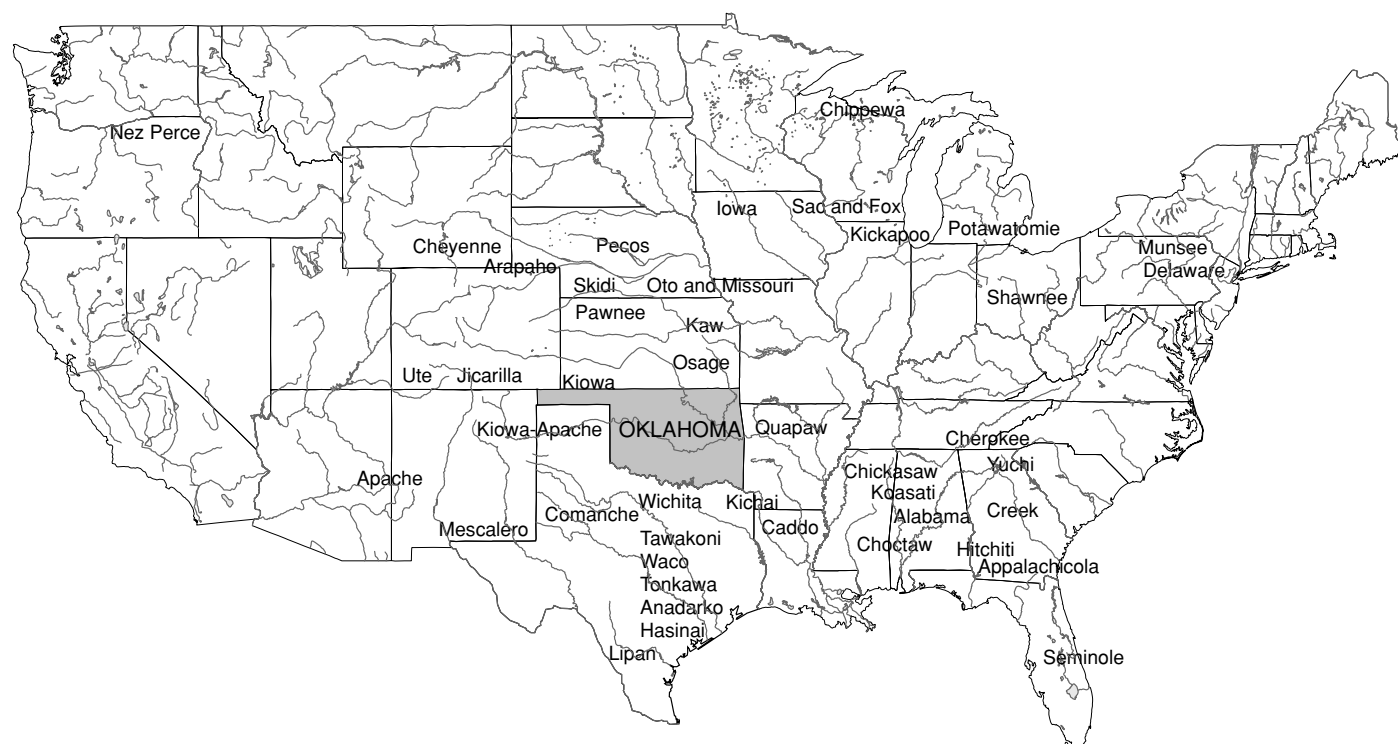 Chippewa
Nez Perce
Iowa
Sac and Fox
Kickapoo
Potawatomie
Cheyenne
Pecos
Munsee
Arapaho
Delaware
Skidi
Oto and Missouri
Shawnee
Pawnee
Kaw
Osage
Ute
Jicarilla
Kiowa
Kiowa-Apache
OKLAHOMA
Quapaw
Cherokee
Yuchi
Chickasaw
Apache
Koasati
Wichita
Kichai
Creek
Comanche
Alabama
Mescalero
Caddo
Tawakoni
Choctaw
Hitchiti
Waco
Appalachicola
Tonkawa
Anadarko
Hasinai
Lipan
Seminole